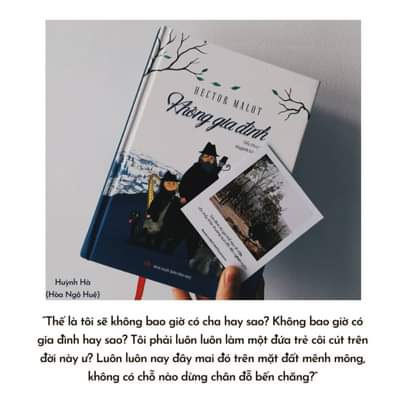 HECTOR MALOT
Không gia đình
Huỳnh Hà
(Hòa Ngô Huệ)
“Thế là tôi sẽ không bao giờ có cha hay sao? Không bao giờ có
gia đình hay sao? Tôi phải luôn luôn làm một đứa trẻ côi cút trên
đời này ư? Luôn luôn nay đây mai đó trên mặt đất mênh mông,
không có chỗ nào dừng chân đỗ bến chăng?”